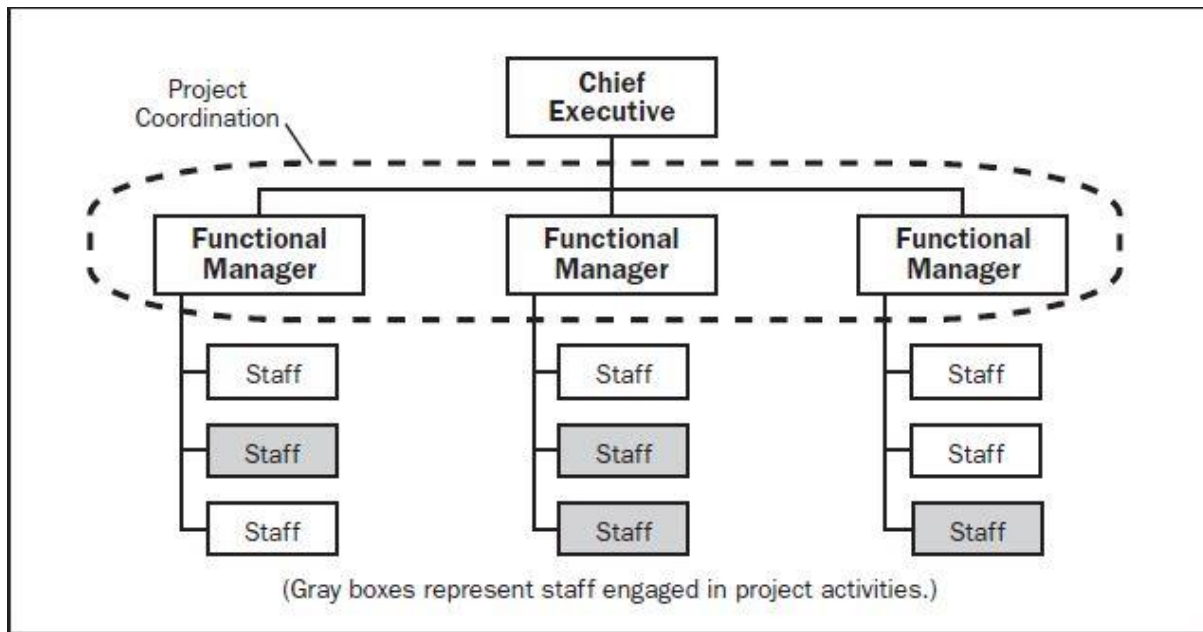 Chief
Executive
Project
Coordination
Functional
Manager
Functional
Manager
Functional
Manager
Staff
Staff
Staff
Staff
Staff
Staff
Staff
Staff
Staff
(Gray boxes represent staff engaged in project activities.)